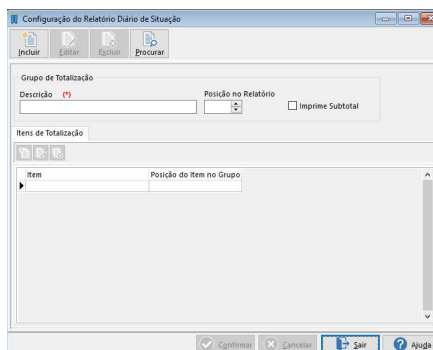 Configuração do Relatório Diário de Situação
Incluir Editar Excluir Procurar
Grupo de Totalização
Descrição (*) Posição no Relatório
Imprime Subtotal
Itens de Totalização
Item Posição do Item no Grupo
Confirmar Cancelar Sair Ajuda